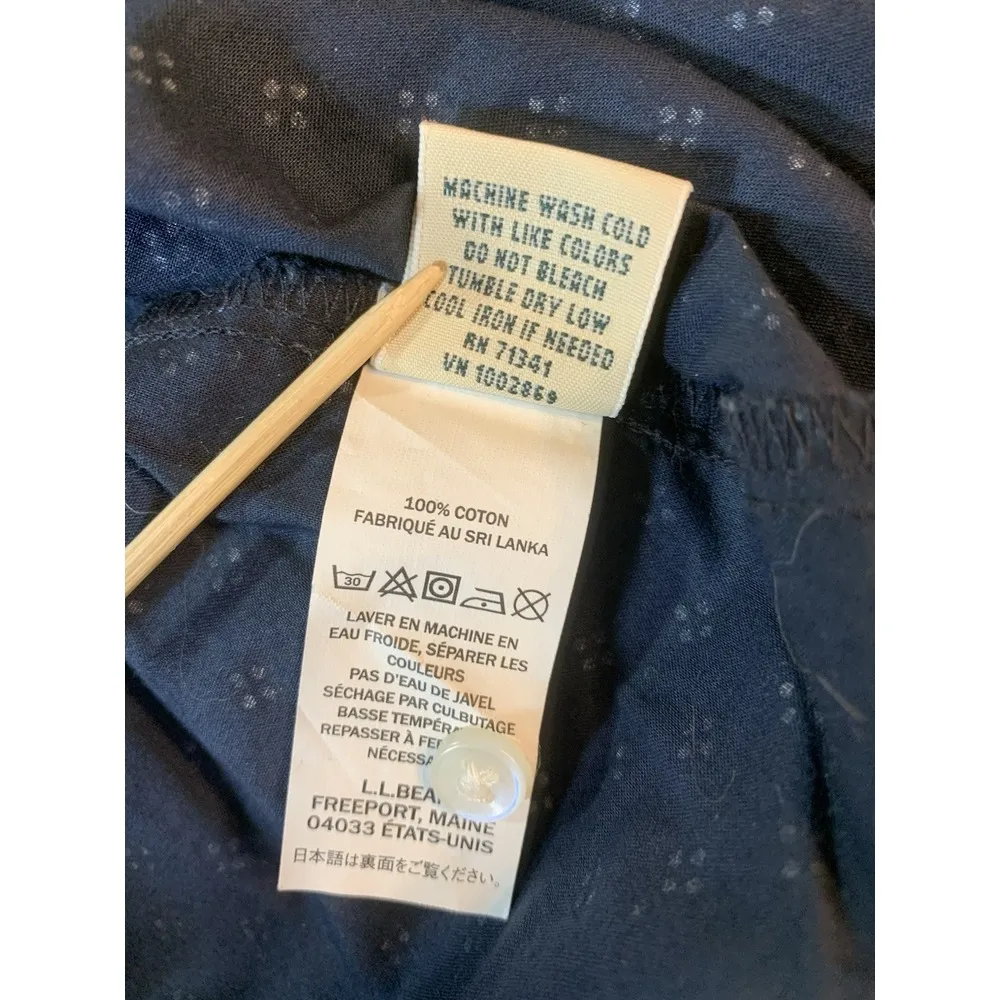 MACHINE WASH COLD
WITH LIKE COLORS
DO NOT BLEACH
TUMBLE DRY LOW
COOL IRON IF NEEDED
RN 71341
VN 1002869
100% COTON
FABRIQUÉ AU SRI LANKA
30
LAVER EN MACHINE EN
EAU FROIDE, SÉPARER LES
COULEURS
PAS D'EAU DE JAVEL
SÉCHAGE PAR CULBUTAGE
BASSE
REPASSER À
L.L.BEA
FREEPORT, MAINE
04033 ÉTATS-UNIS
日本語は裏面をご覧ください。